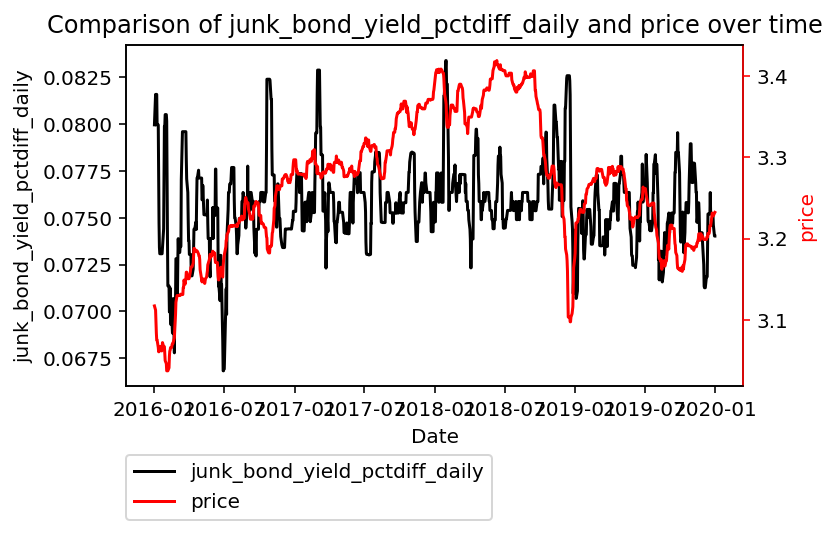 Comparison of junk_bond_yield_pctdiff_daily and price over time
junk_bond_yield_pctdiff_daily
0.0825
0.0800
0.0775
0.0750
0.0725
0.0700
0.0675
3.4
3.3
3.2
3.1
price
2016-01 2016-07 2017-01 2017-07 2018-01 2018-07 2019-01 2019-07 2020-01
Date
junk_bond_yield_pctdiff_daily
price